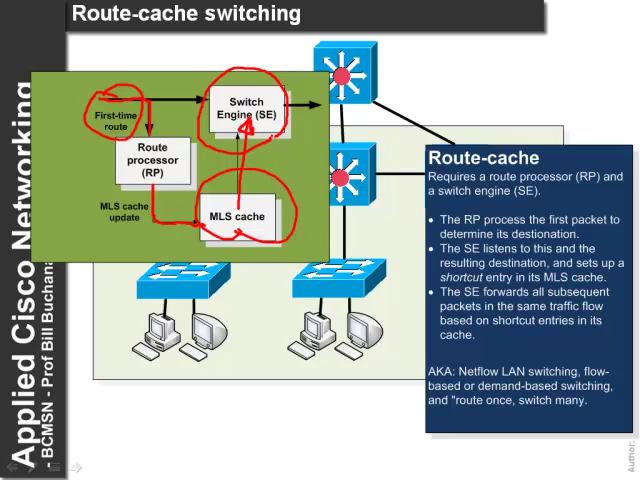 Route-cache switching
Applied Cisco Networking
- BCMSN - Prof Bill Buchana
First-time
route
Switch
Engine (SE)
Route
processor
(RP)
MLS cache
update
MLS cache
Route-cache
Requires a route processor (RP) and
a switch engine (SE).
• The RP process the first packet to
determine its destionation.
• The SE listens to this and the
resulting destination, and sets up a
shortcut entry in its MLS cache.
• The SE forwards all subsequent
packets in the same traffic flow
based on shortcut entries in its
cache.
AKA: Netflow LAN switching, flow-
based or demand-based switching,
and "route once, switch many.
Author: